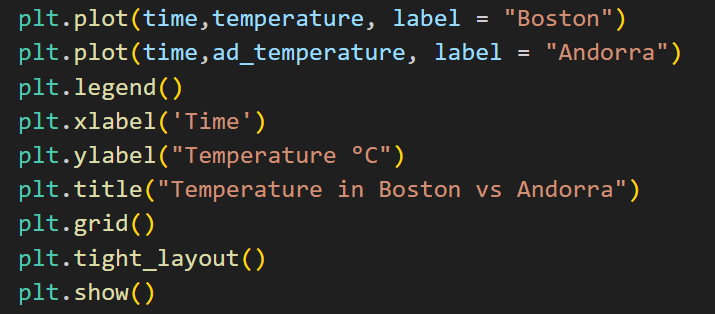 plt.plot(time,temperature, label = "Boston")
plt.plot(time,ad_temperature, label = "Andorra")
plt.legend()
plt.xlabel('Time')
plt.ylabel("Temperature °C")
plt.title("Temperature in Boston vs Andorra")
plt.grid()
plt.tight_layout()
plt.show()